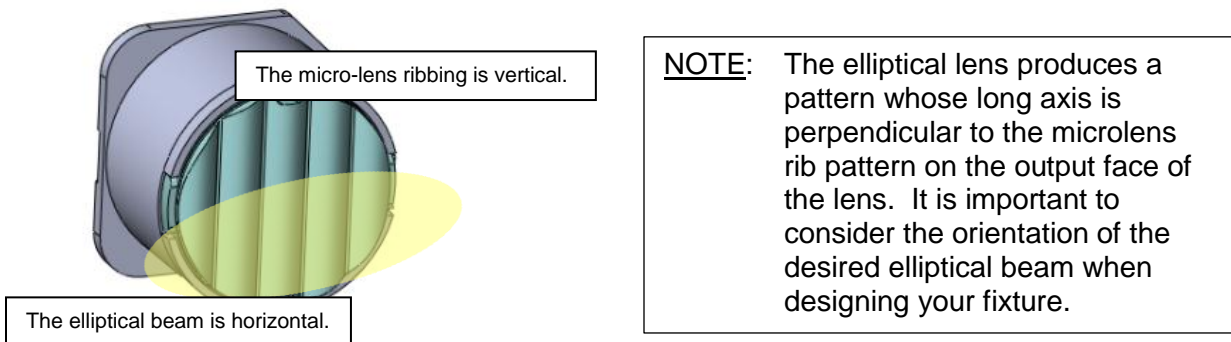 The micro-lens ribbing is vertical.
The elliptical beam is horizontal.
NOTE: The elliptical lens produces a
pattern whose long axis is
perpendicular to the microlens
rib pattern on the output face of
the lens. It is important to
consider the orientation of the
desired elliptical beam when
designing your fixture.